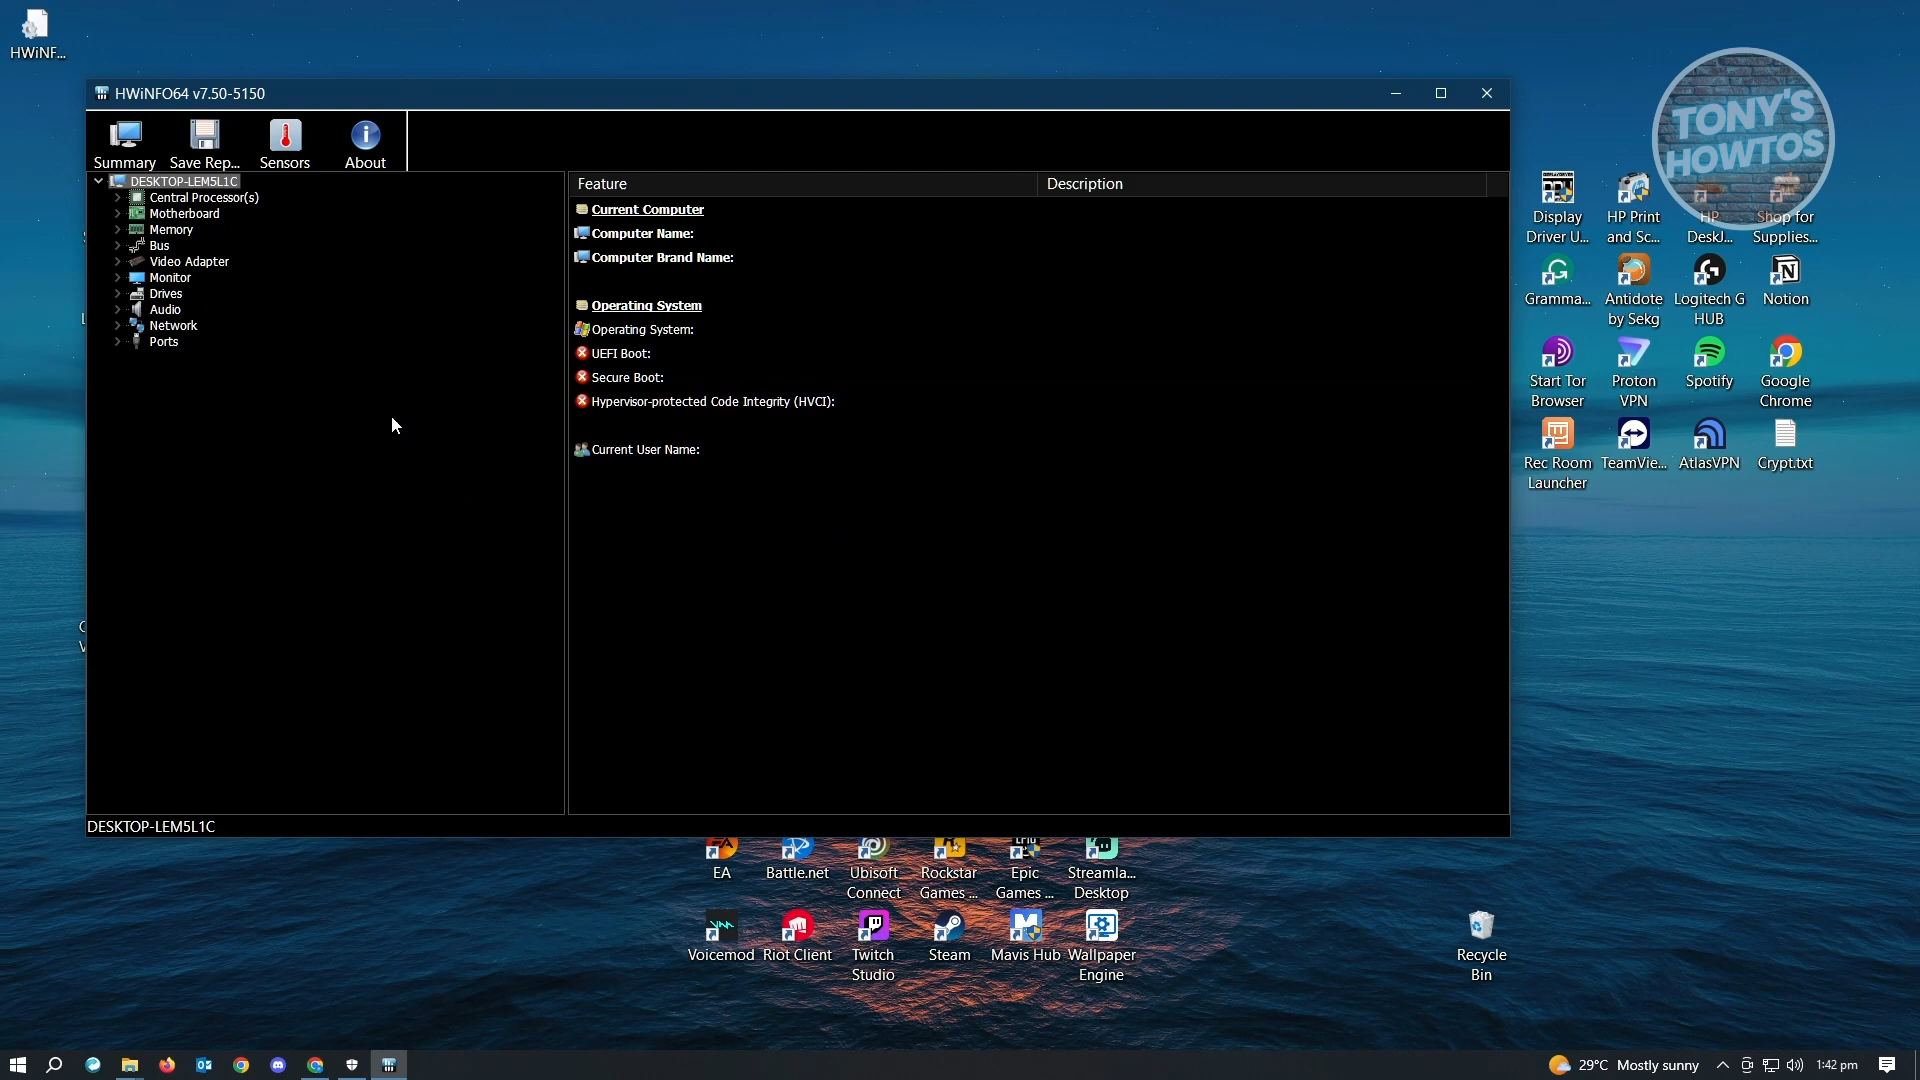 HWiNF...
HWiNFO64 v7.50-5150
Summary
Save Rep...
Sensors
About
DESKTOP-LEM5L1C
Central Processor(s)
Motherboard
Memory
Bus
Video Adapter
Monitor
Drives
Audio
Network
Ports
Feature
Description
Current Computer
Computer Name:
Computer Brand Name:
Operating System
Operating System:
UEFI Boot:
Secure Boot:
Hypervisor-protected Code Integrity (HVCI):
Current User Name:
DESKTOP-LEM5L1C
TONY'S
HOWTOS
Display
Driver U...
HP Print
and Sc...
HP
DeskJ...
Shop for
Supplies...
Gramma...
Antidote
by Sekg
Logitech G
HUB
Notion
Start Tor
Browser
Proton
VPN
Spotify
Google
Chrome
Rec Room
Launcher
TeamVie...
AtlasVPN
Crypt.txt
EA
Battle.net
Ubisoft
Connect
Rockstar
Games ...
Epic
Games ...
Streamla...
Desktop
Voicemod
Riot Client
Twitch
Studio
Steam
Mavis Hub
Wallpaper
Engine
Recycle
Bin
29°C Mostly sunny
1:42 pm